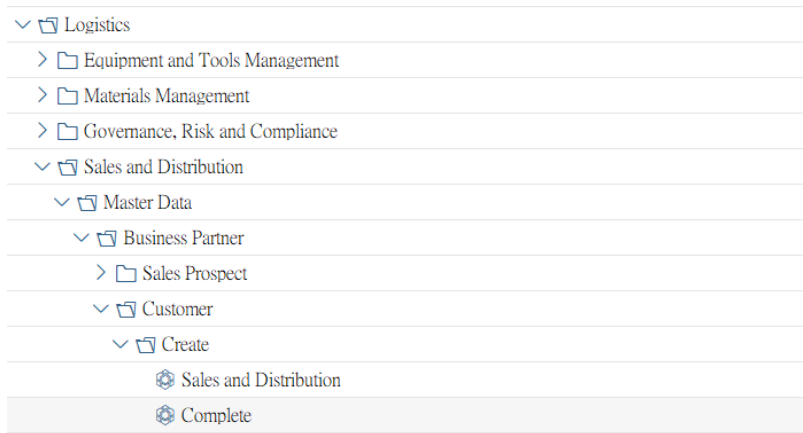 Logistics
Equipment and Tools Management
Materials Management
Governance, Risk and Compliance
Sales and Distribution
Master Data
Business Partner
Sales Prospect
Customer
Create
Sales and Distribution
Complete